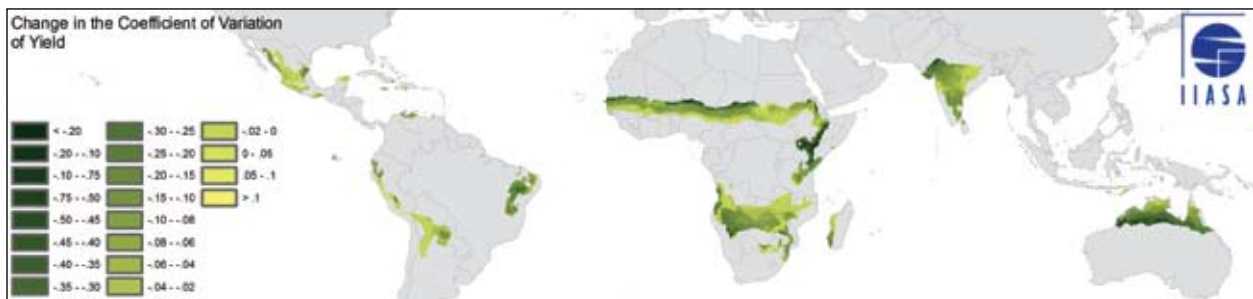 Change in the Coefficient of Variation
of Yield
< -.20
-.20 - -.10
-.10 - -.75
-.75 - -.50
-.50 - -.45
-.45 - -.40
-.40 - -.35
-.35 - -.30
-.30 - -.25
-.25 - -.20
-.20 - -.15
-.15 - -.10
-.10 - -.08
-.08 - -.06
-.06 - -.04
-.04 - -.02
-.02 - 0
0 - .05
.05 - .1
> .1
IIASA